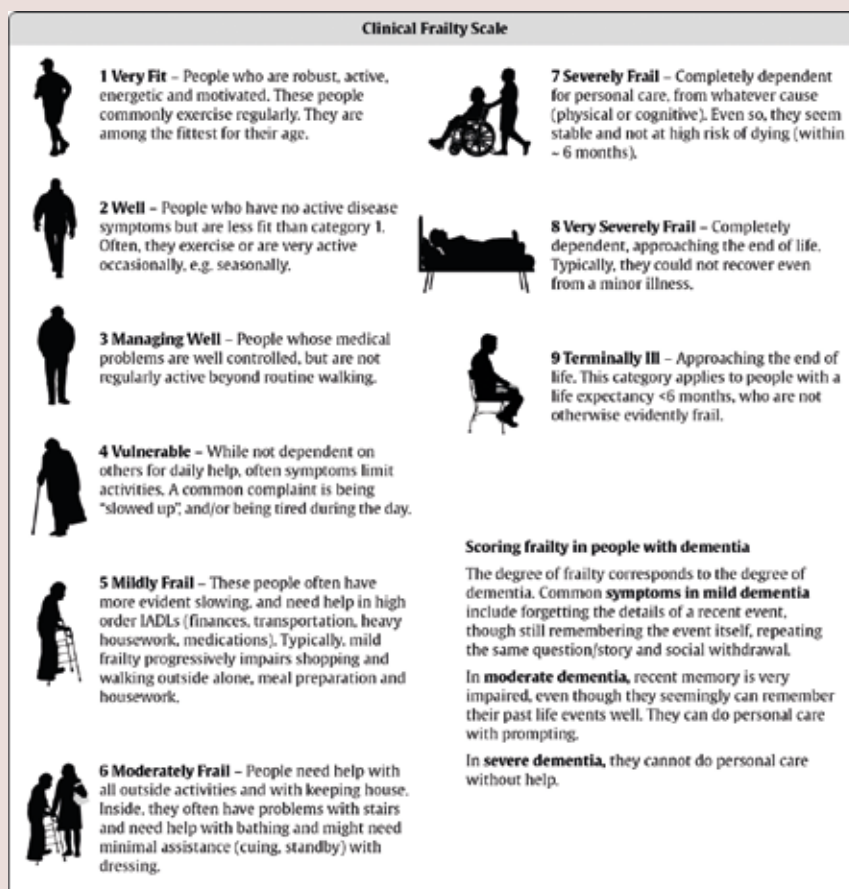 Clinical Frailty Scale
1 Very Fit – People who are robust, active,
energetic and motivated. These people
commonly exercise regularly. They are
among the fittest for their age.
2 Well – People who have no active disease
symptoms but are less fit than category 1.
Often, they exercise or are very active
occasionally, e.g. seasonally.
3 Managing Well – People whose medical
problems are well controlled, but are not
regularly active beyond routine walking.
4 Vulnerable – While not dependent on
others for daily help, often symptoms limit
activities. A common complaint is being
"slowed up", and/or being tired during the day.
5 Mildly Frail – These people often have
more evident slowing, and need help in high
order IADLs (finances, transportation, heavy
housework, medications). Typically, mild
frailty progressively impairs shopping and
walking outside alone, meal preparation and
housework.
6 Moderately Frail – People need help with
all outside activities and with keeping house.
Inside, they often have problems with stairs
and need help with bathing and might need
minimal assistance (cuing, standby) with
dressing.
7 Severely Frail – Completely dependent
for personal care, from whatever cause
(physical or cognitive). Even so, they seem
stable and not at high risk of dying (within
~ 6 months).
8 Very Severely Frail – Completely
dependent, approaching the end of life.
Typically, they could not recover even
from a minor illness.
9 Terminally Ill – Approaching the end of
life. This category applies to people with a
life expectancy <6 months, who are not
otherwise evidently frail.
Scoring frailty in people with dementia
The degree of frailty corresponds to the degree of
dementia. Common symptoms in mild dementia
include forgetting the details of a recent event,
though still remembering the event itself, repeating
the same question/story and social withdrawal.
In moderate dementia, recent memory is very
impaired, even though they seemingly can remember
their past life events well. They can do personal care
with prompting.
In severe dementia, they cannot do personal care
without help.